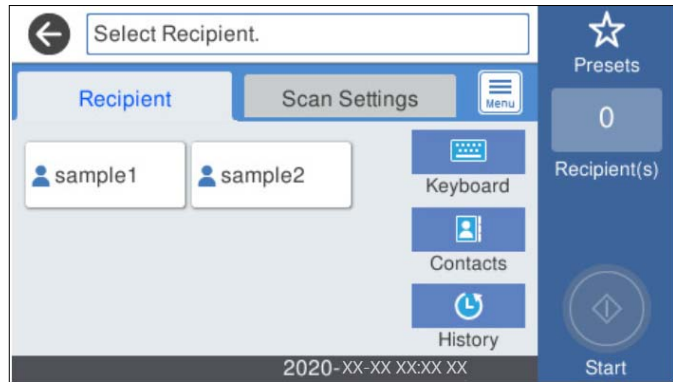 Select Recipient.
Presets
Recipient
Scan Settings
Menu
0
Recipient(s)
sample1
sample2
Keyboard
Contacts
History
2020-XX-XX XX:XX XX
Start